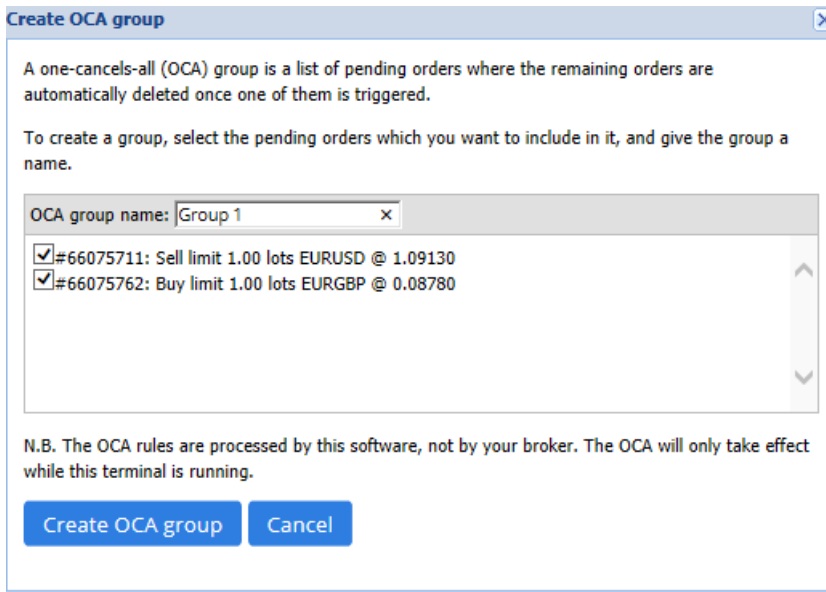 Create OCA group
A one-cancels-all (OCA) group is a list of pending orders where the remaining orders are
automatically deleted once one of them is triggered.
To create a group, select the pending orders which you want to include in it, and give the group a
name.
OCA group name: Group 1
#66075711: Sell limit 1.00 lots EURUSD @ 1.09130
#66075762: Buy limit 1.00 lots EURGBP @ 0.08780
N.B. The OCA rules are processed by this software, not by your broker. The OCA will only take effect
while this terminal is running.
Create OCA group Cancel